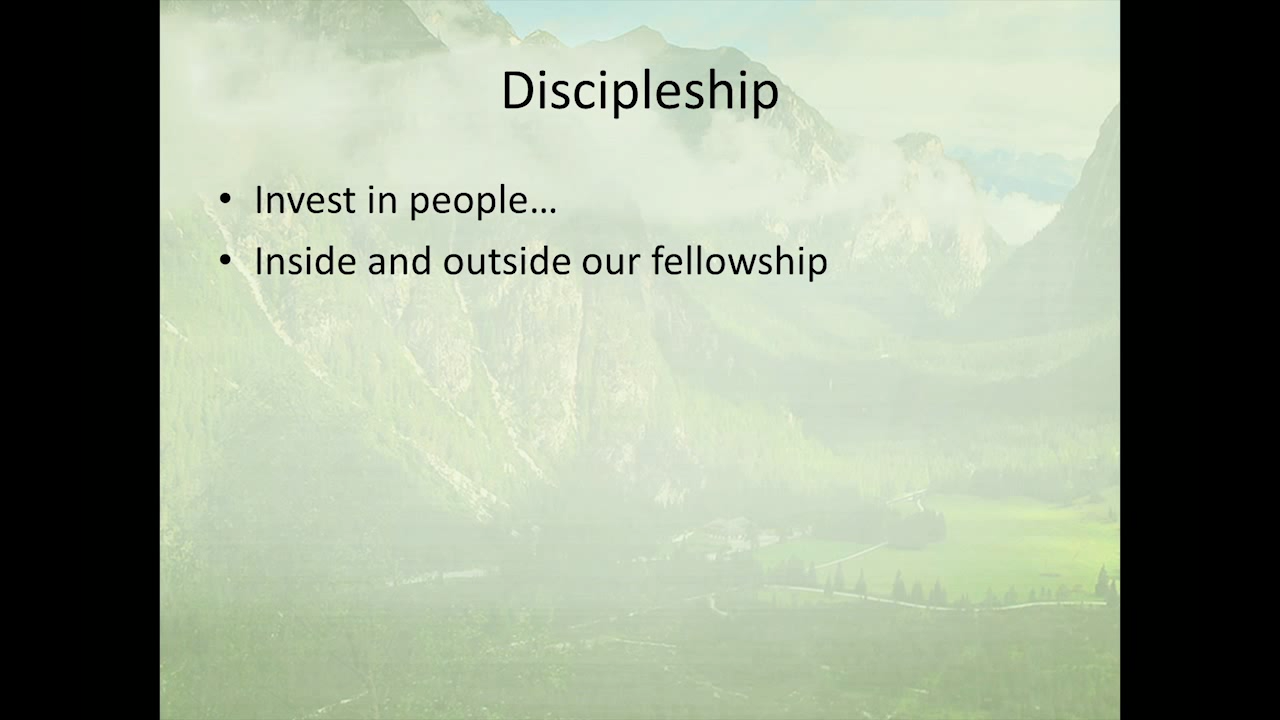 Discipleship
• Invest in people…
• Inside and outside our fellowship